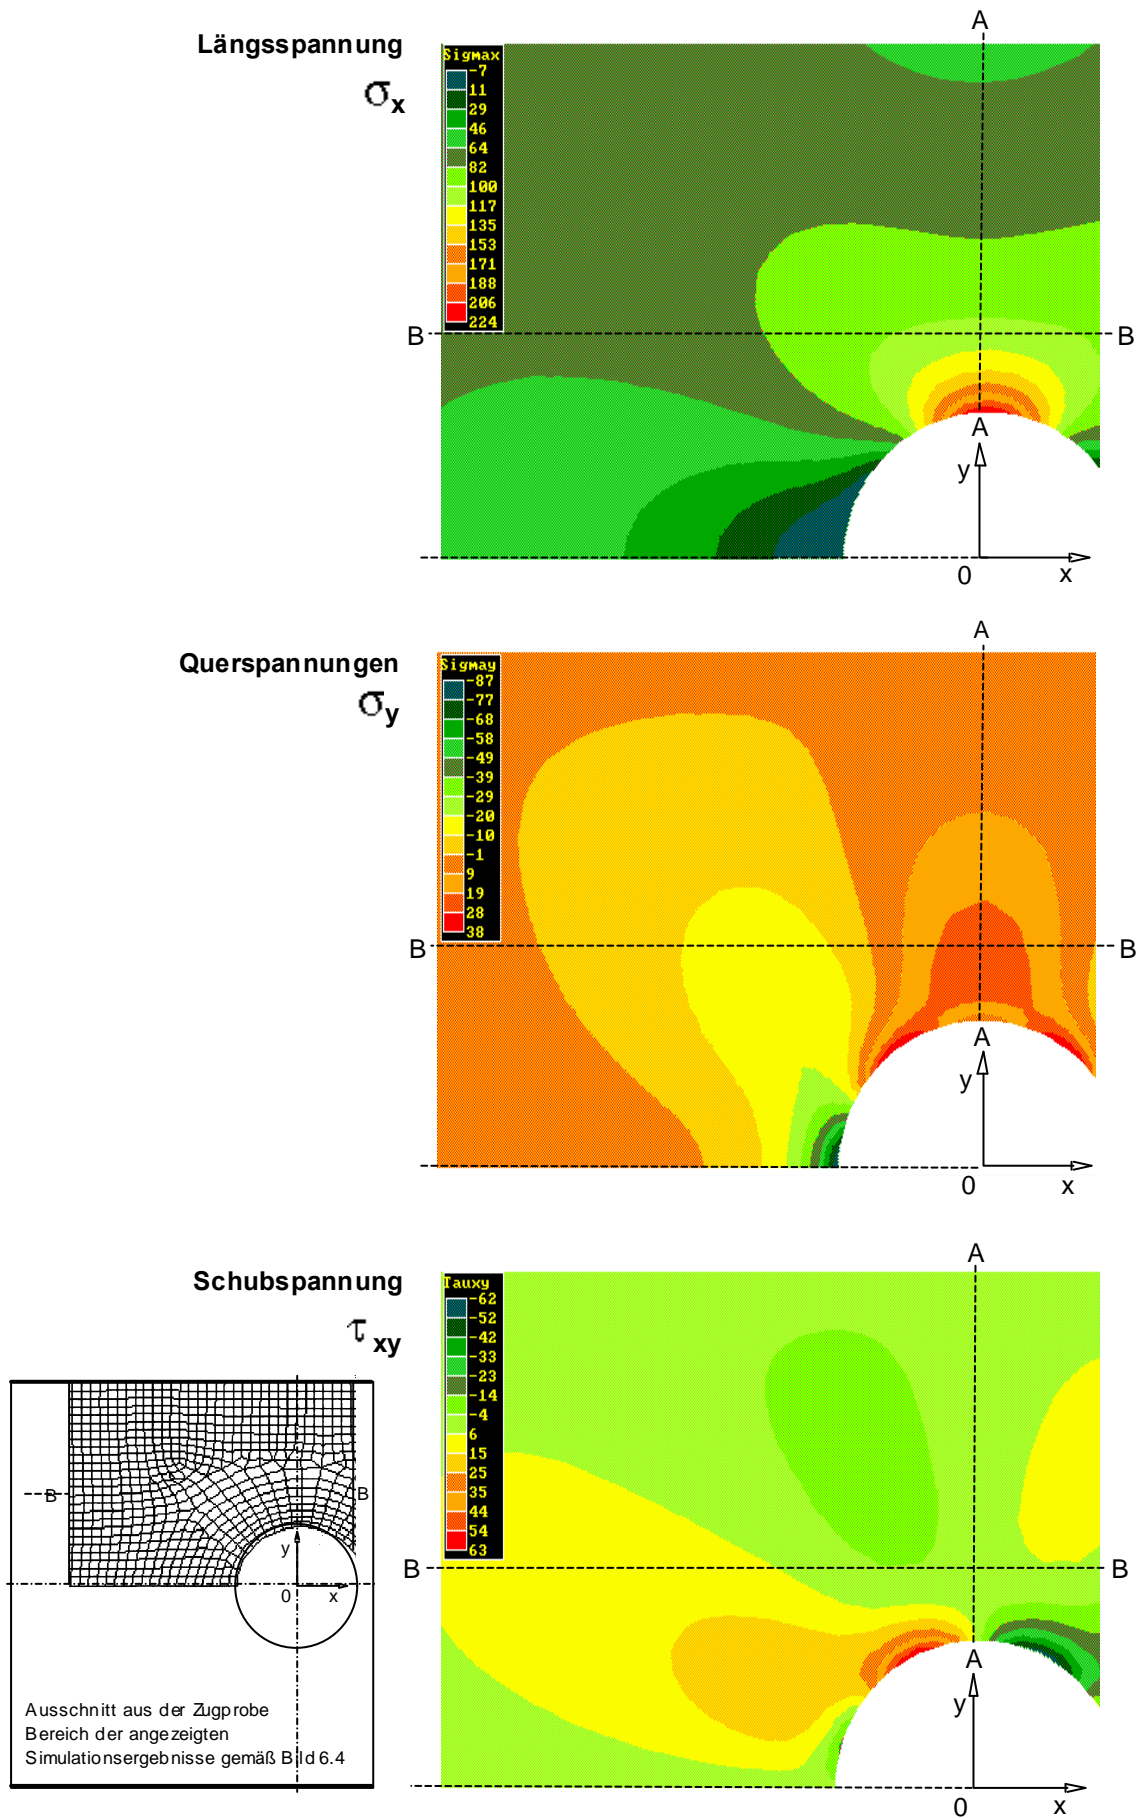 A
Längsspannung
σx
Sigmax
-7
11
29
46
64
82
100
117
135
153
171
188
206
224
B
B
A
y
0
x
A
Querspannungen
σy
Sigmay
-87
-77
-68
-58
-49
-39
-29
-20
-10
-1
9
19
28
38
B
B
A
y
0
x
A
Schubspannung
τxy
Tauxy
-62
-52
-42
-33
-23
-14
-4
6
15
25
35
44
54
63
B
B
A
y
0
x
B
B
y
0
x
Ausschnitt aus der Zugprobe
Bereich der angezeigten
Simulationsergebnisse gemäß Bild 6.4